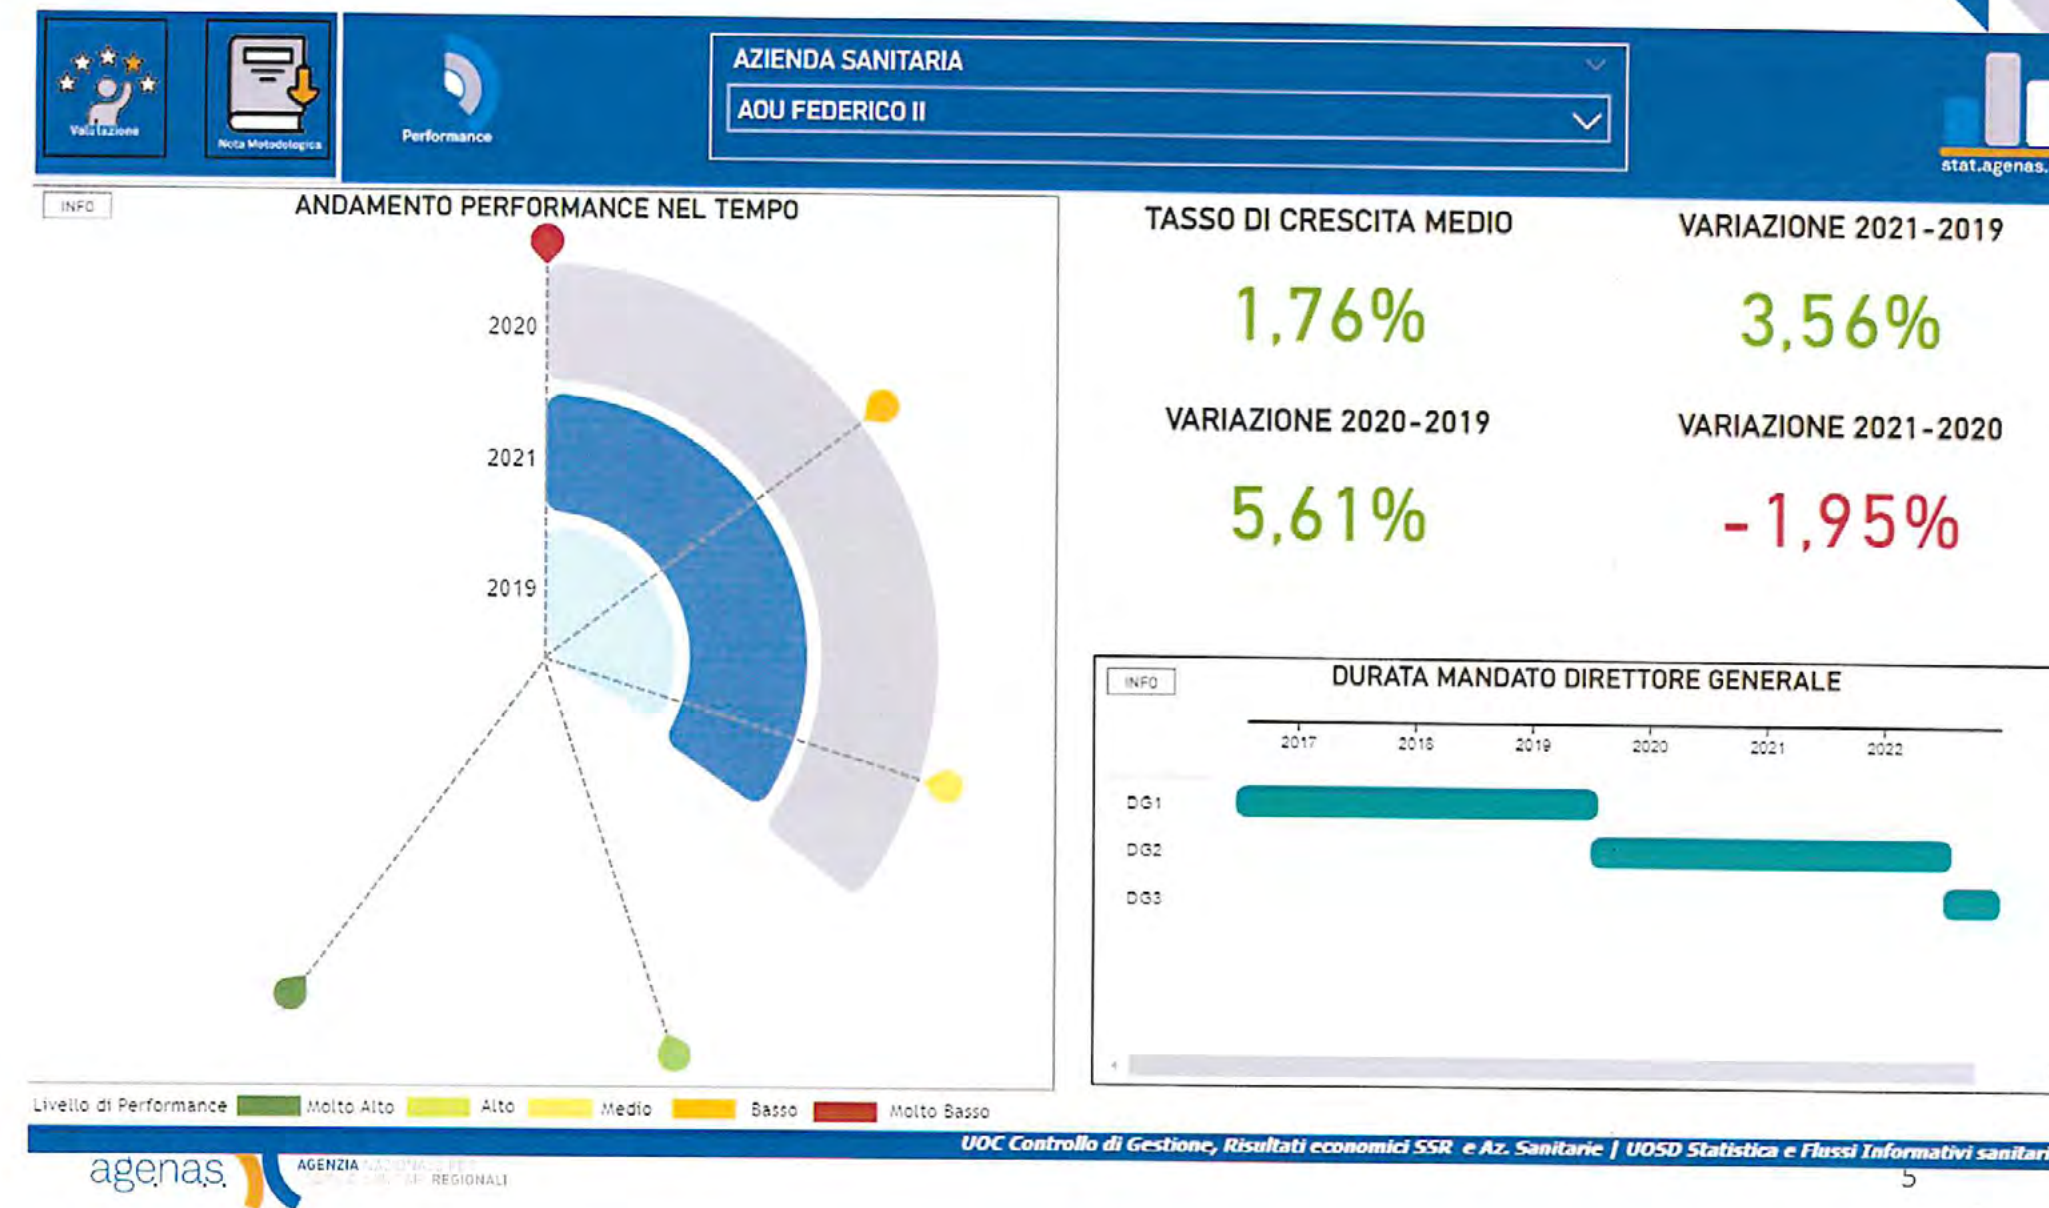 Valutazione
Nota Metodologica
Performance
AZIENDA SANITARIA
AOU FEDERICO II
stat.agenas.
INFO
ANDAMENTO PERFORMANCE NEL TEMPO
2020
2021
2019
Livello di Performance Molto Alto Alto Medio Basso Molto Basso
TASSO DI CRESCITA MEDIO
1,76%
VARIAZIONE 2021-2019
3,56%
VARIAZIONE 2020-2019
5,61%
VARIAZIONE 2021-2020
-1,95%
INFO
DURATA MANDATO DIRETTORE GENERALE
2017 2018 2019 2020 2021 2022
DG1
DG2
DG3
UOC Controllo di Gestione, Risultati economici SSR e Az. Sanitarie | UOSD Statistica e Flussi Informativi sanitari
agenas
AGENZIA NAZIONALE PER I
REGIONALI
5